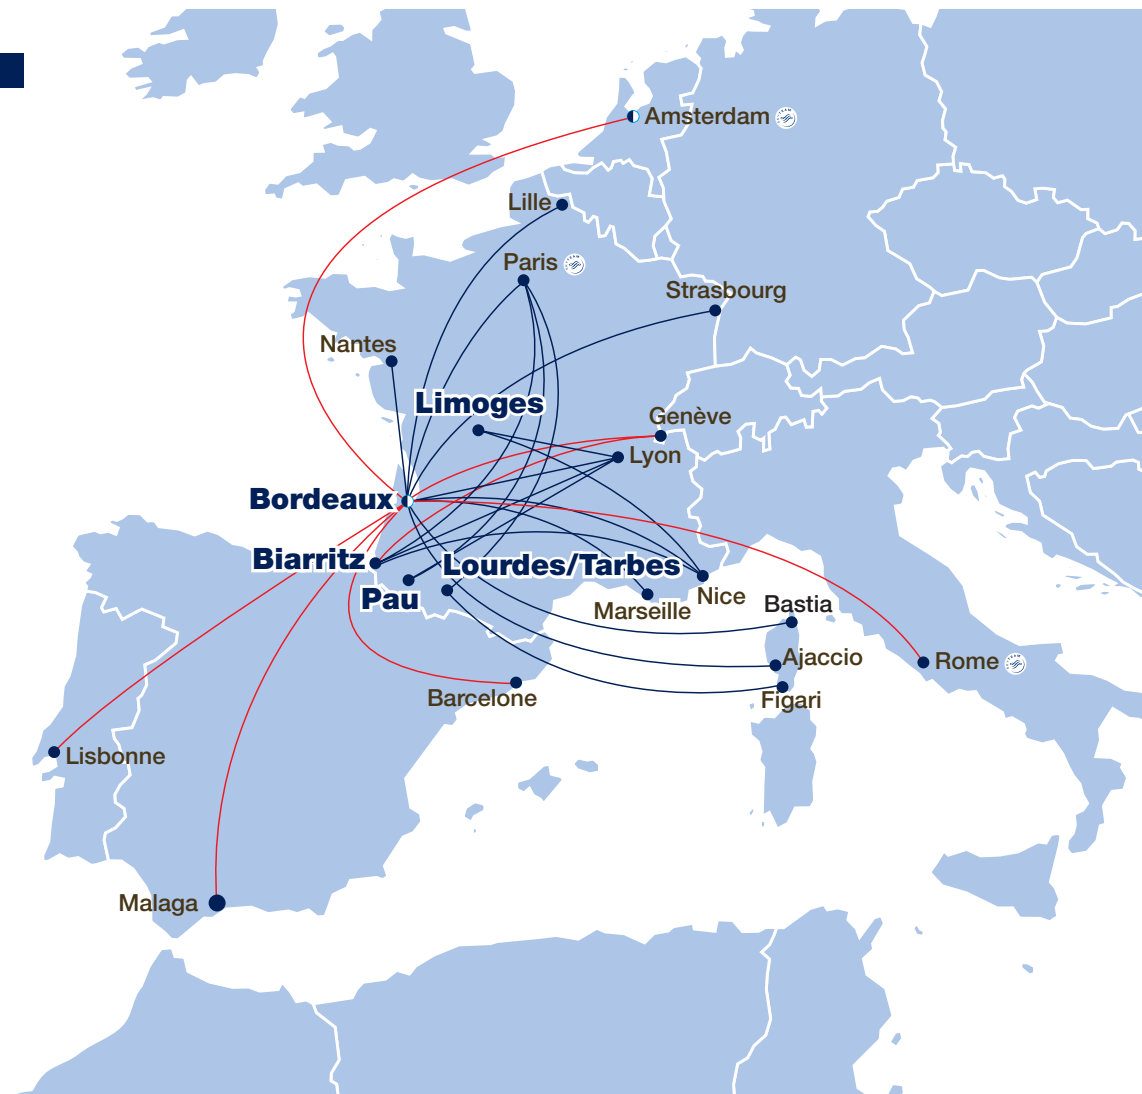 Amsterdam
Lille
Paris
Strasbourg
Nantes
Limoges
Genève
Lyon
Bordeaux
Biarritz
Lourdes/Tarbes
Pau
Nice
Marseille
Bastia
Ajaccio
Rome
Figari
Barcelone
Lisbonne
Malaga